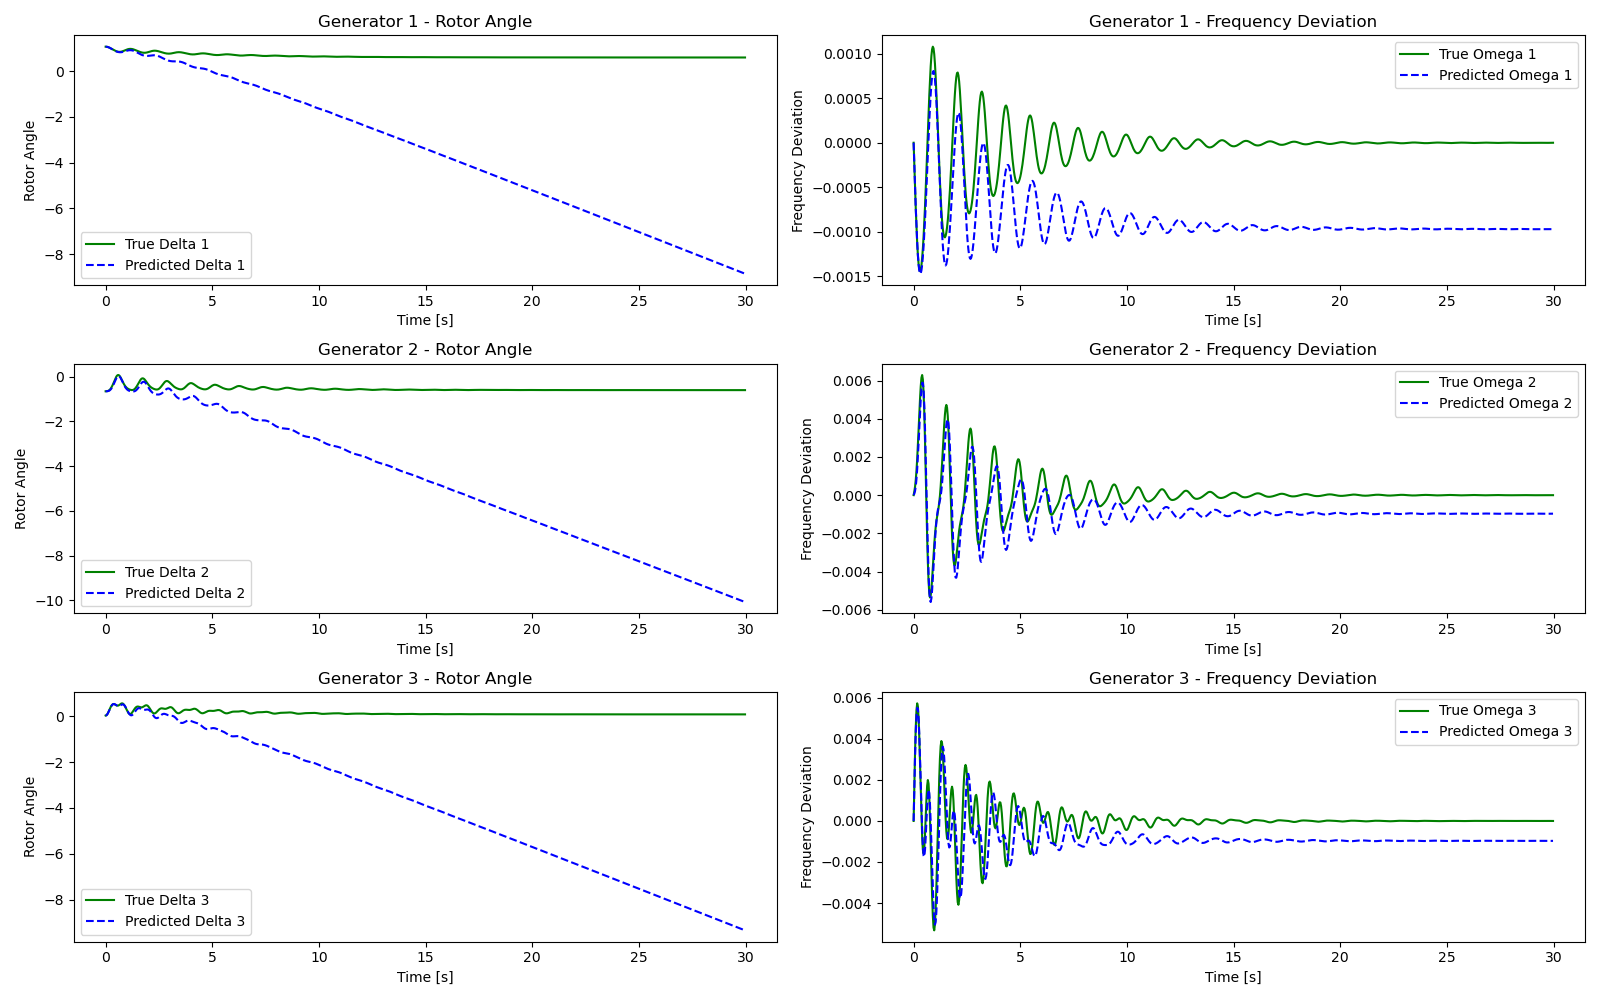 Generator 1 - Rotor Angle
Rotor Angle
0
−2
−4
−6
−8
True Delta 1
Predicted Delta 1
0 5 10 15 20 25 30
Time [s]
Generator 1 - Frequency Deviation
Frequency Deviation
0.0010
0.0005
0.0000
−0.0005
−0.0010
−0.0015
True Omega 1
Predicted Omega 1
0 5 10 15 20 25 30
Time [s]
Generator 2 - Rotor Angle
Rotor Angle
0
−2
−4
−6
−8
−10
True Delta 2
Predicted Delta 2
0 5 10 15 20 25 30
Time [s]
Generator 2 - Frequency Deviation
Frequency Deviation
0.006
0.004
0.002
0.000
−0.002
−0.004
−0.006
True Omega 2
Predicted Omega 2
0 5 10 15 20 25 30
Time [s]
Generator 3 - Rotor Angle
Rotor Angle
0
−2
−4
−6
−8
True Delta 3
Predicted Delta 3
0 5 10 15 20 25 30
Time [s]
Generator 3 - Frequency Deviation
Frequency Deviation
0.006
0.004
0.002
0.000
−0.002
−0.004
True Omega 3
Predicted Omega 3
0 5 10 15 20 25 30
Time [s]